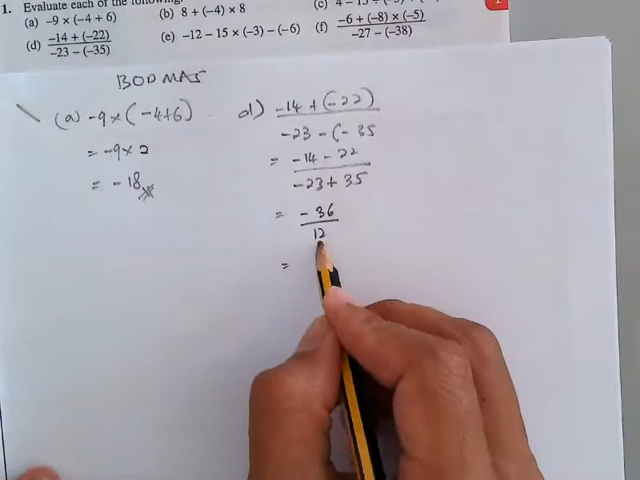 1. Evaluate each of the following.
(a) −9 × (−4 + 6) (b) 8 + (−4) × 8
(d) −14 + (−22) / −23 − (−35) (e) −12 − 15 × (−3) − (−6) (f) −6 + (−8) × (−5) / −27 − (−38)
BODMAS
(a) -9 × (-4+6)
= -9 × 2
= -18
d) -14 + (-22)
-23 - (-35
= -14 - 22
-23 + 35
= -36
12
=